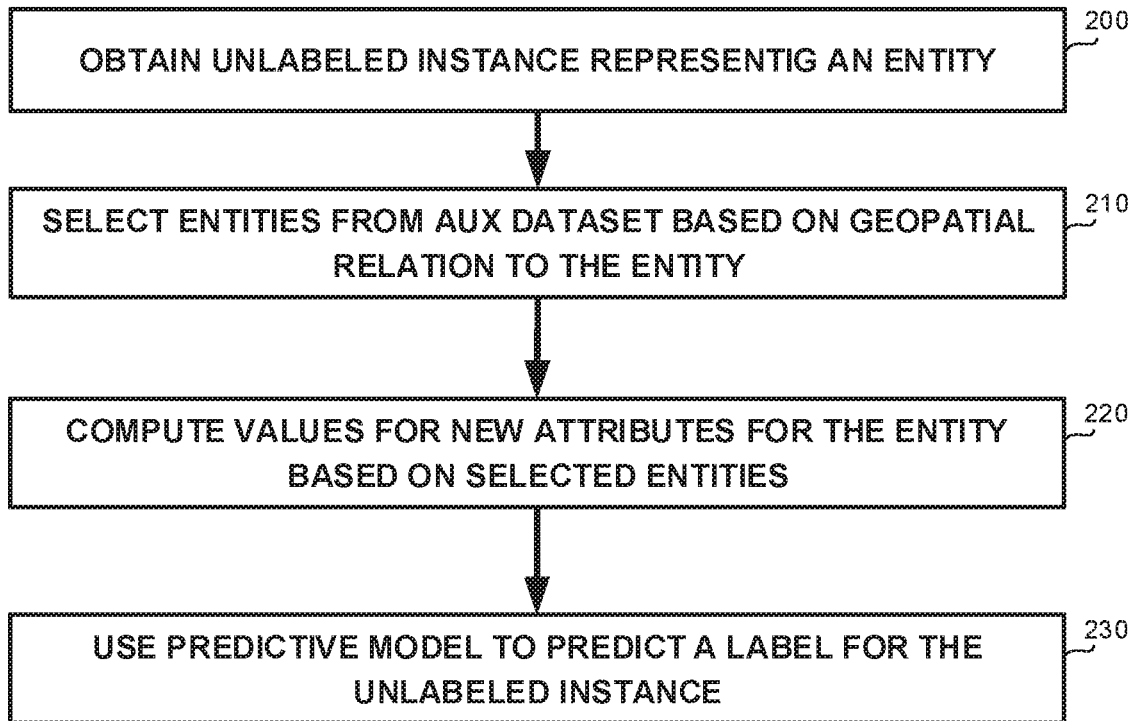 200
OBTAIN UNLABELED INSTANCE REPRESENTIG AN ENTITY
210
SELECT ENTITIES FROM AUX DATASET BASED ON GEOPATIAL
RELATION TO THE ENTITY
220
COMPUTE VALUES FOR NEW ATTRIBUTES FOR THE ENTITY
BASED ON SELECTED ENTITIES
230
USE PREDICTIVE MODEL TO PREDICT A LABEL FOR THE
UNLABELED INSTANCE